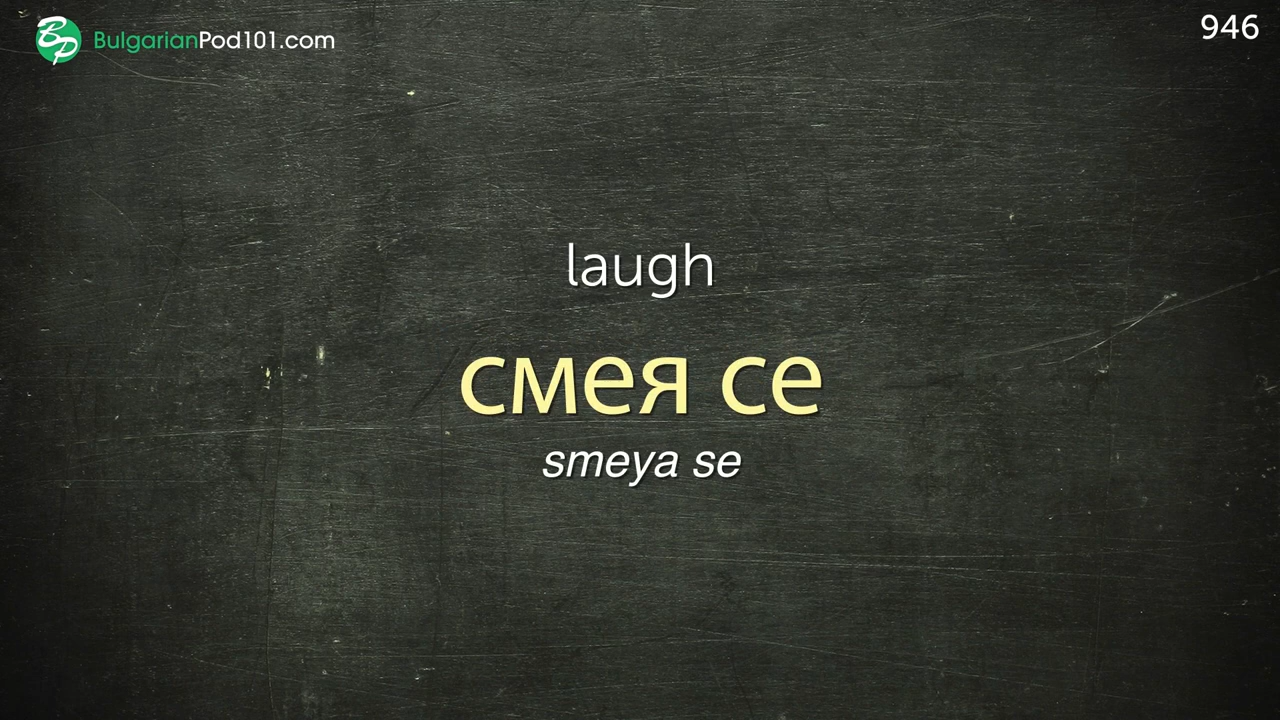 BulgarianPod101.com
946
laugh
смея се
smeya se